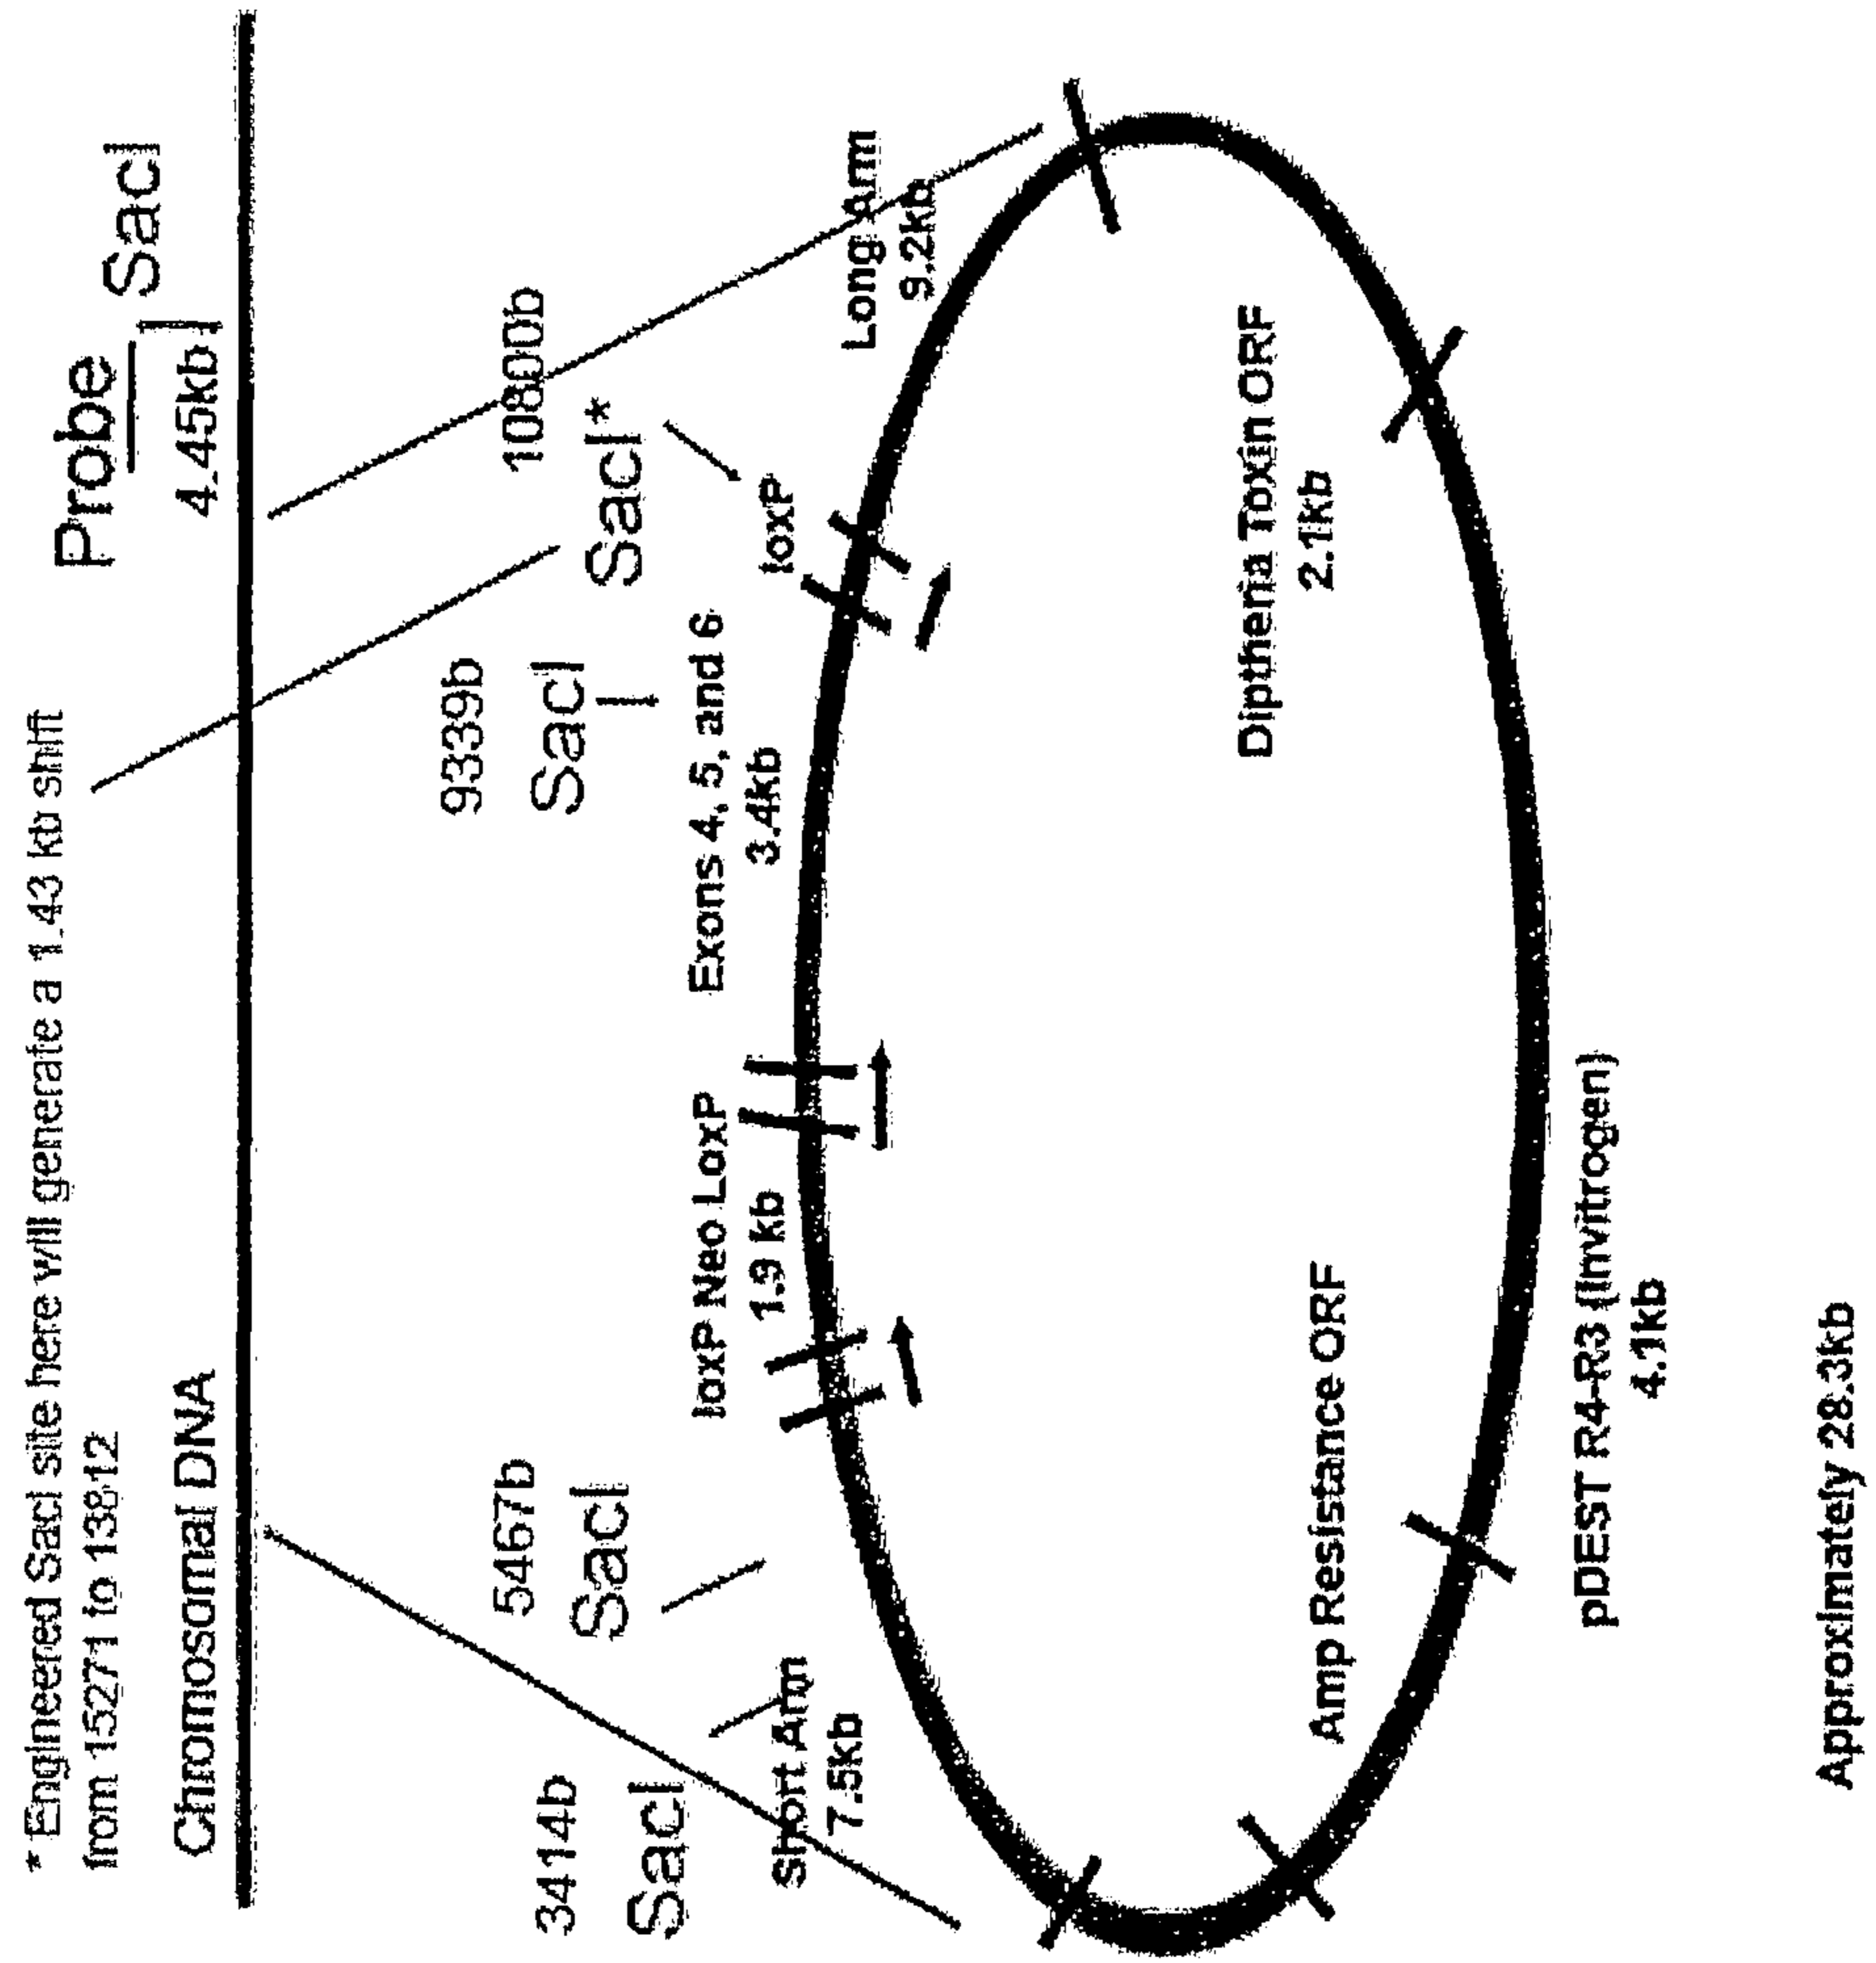 * Engineered SacI site here will generate a 1.43 kb shift
from 15271 to 13812
Probe
SacI
4.45kb
Chromosomal DNA
3414b
SacI
5467b
SacI
9339b
SacI
10800b
SacI*
short Arm
7.5kb
loxP Neo LoxP
1.9 kb
Exons 4, 5, and 6
3.4kb
loxP
Long Arm
9.2kb
Amp Resistance ORF
Diptheria Toxin ORF
2.1kb
pDEST R4-R3 (Invitrogen)
4.1kb
Approximately 28.3kb